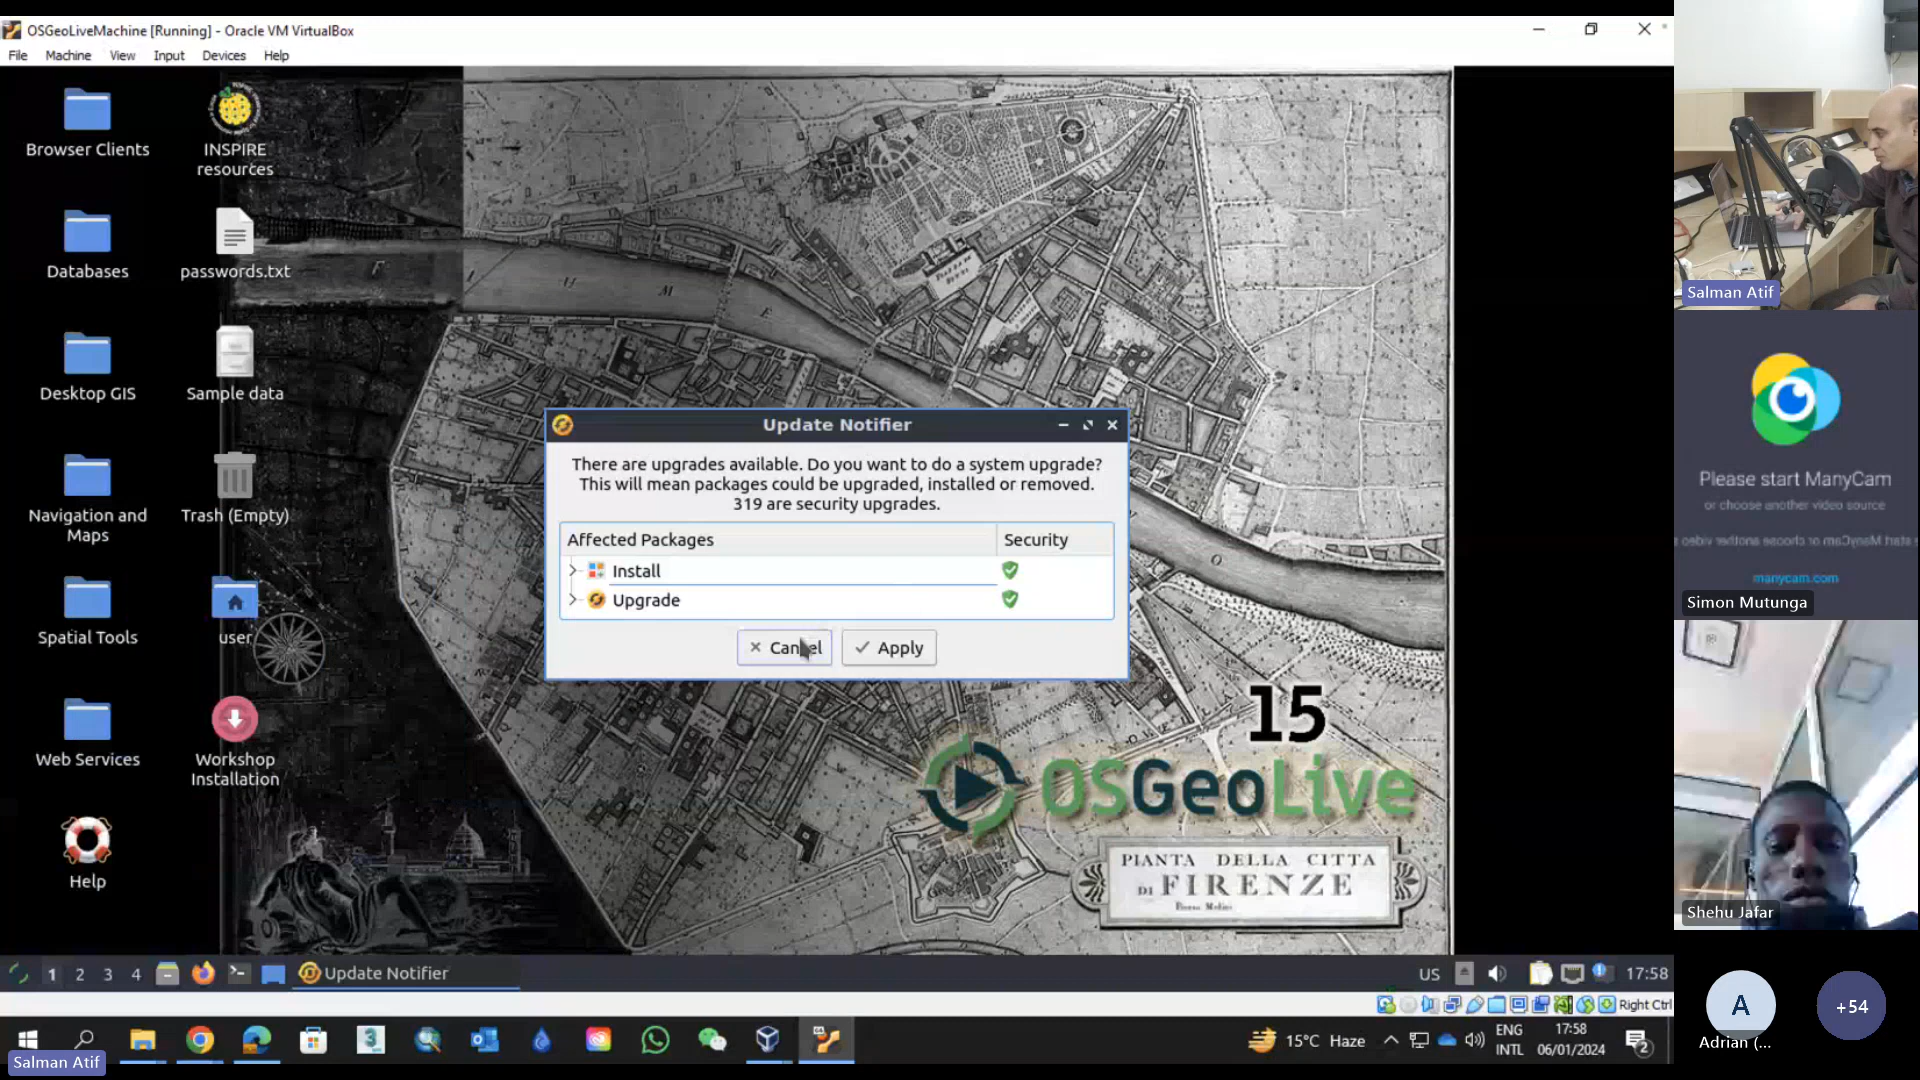 OSGeoLiveMachine [Running] - Oracle VM VirtualBox
File Machine View Input Devices Help
Browser Clients
INSPIRE resources
Databases
passwords.txt
Desktop GIS
Sample data
Navigation and Maps
Trash (Empty)
Spatial Tools
user
Web Services
Workshop Installation
Help
Update Notifier
There are upgrades available. Do you want to do a system upgrade?
This will mean packages could be upgraded, installed or removed.
319 are security upgrades.
Affected Packages Security
Install
Upgrade
Cancel Apply
15
OSGeoLive
PIANTA DELLA CITTA
DI FIRENZE
1 2 3 4 Update Notifier US 17:58
Right Ctrl
15°C Haze
ENG
INTL
17:58
06/01/2024
2
Salman Atif
Salman Atif
Please start ManyCam
or choose another video source
manycam.com
Simon Mutunga
Shehu Jafar
A
Adrian (...
+54